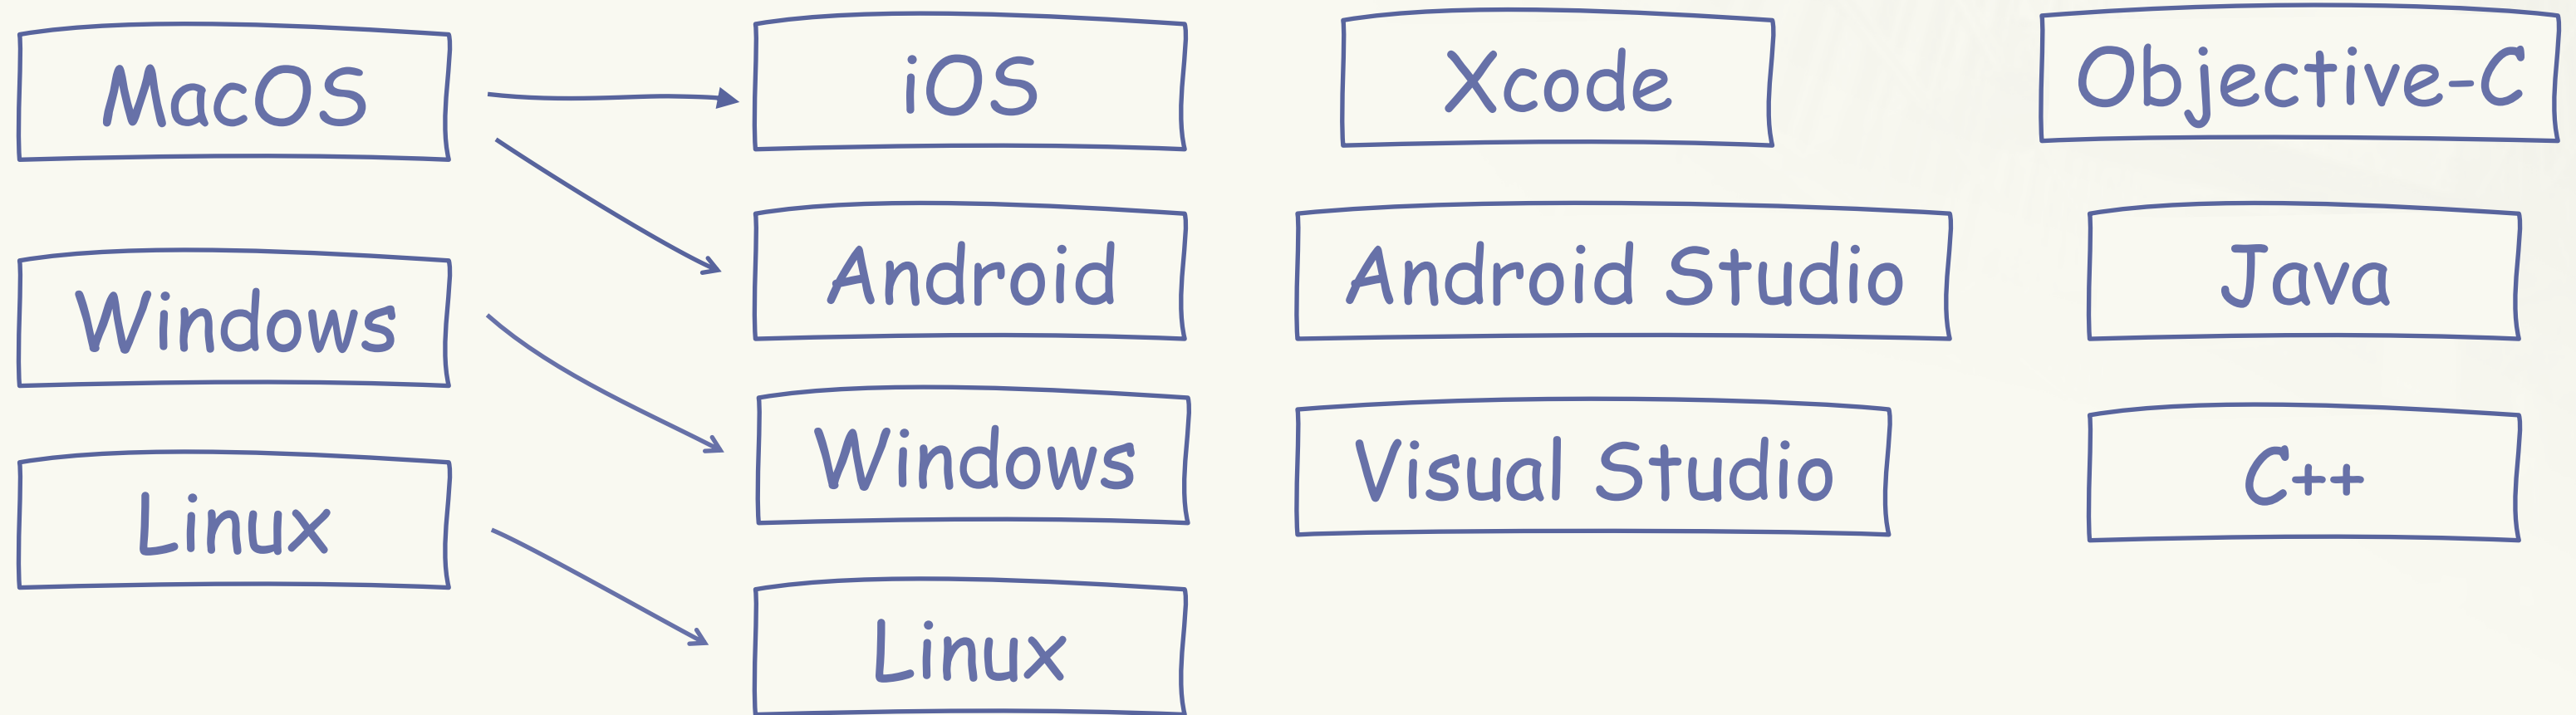 MacOS
iOS
Xcode
Objective-C
Windows
Android
Android Studio
Java
Linux
Windows
Visual Studio
C++
Linux